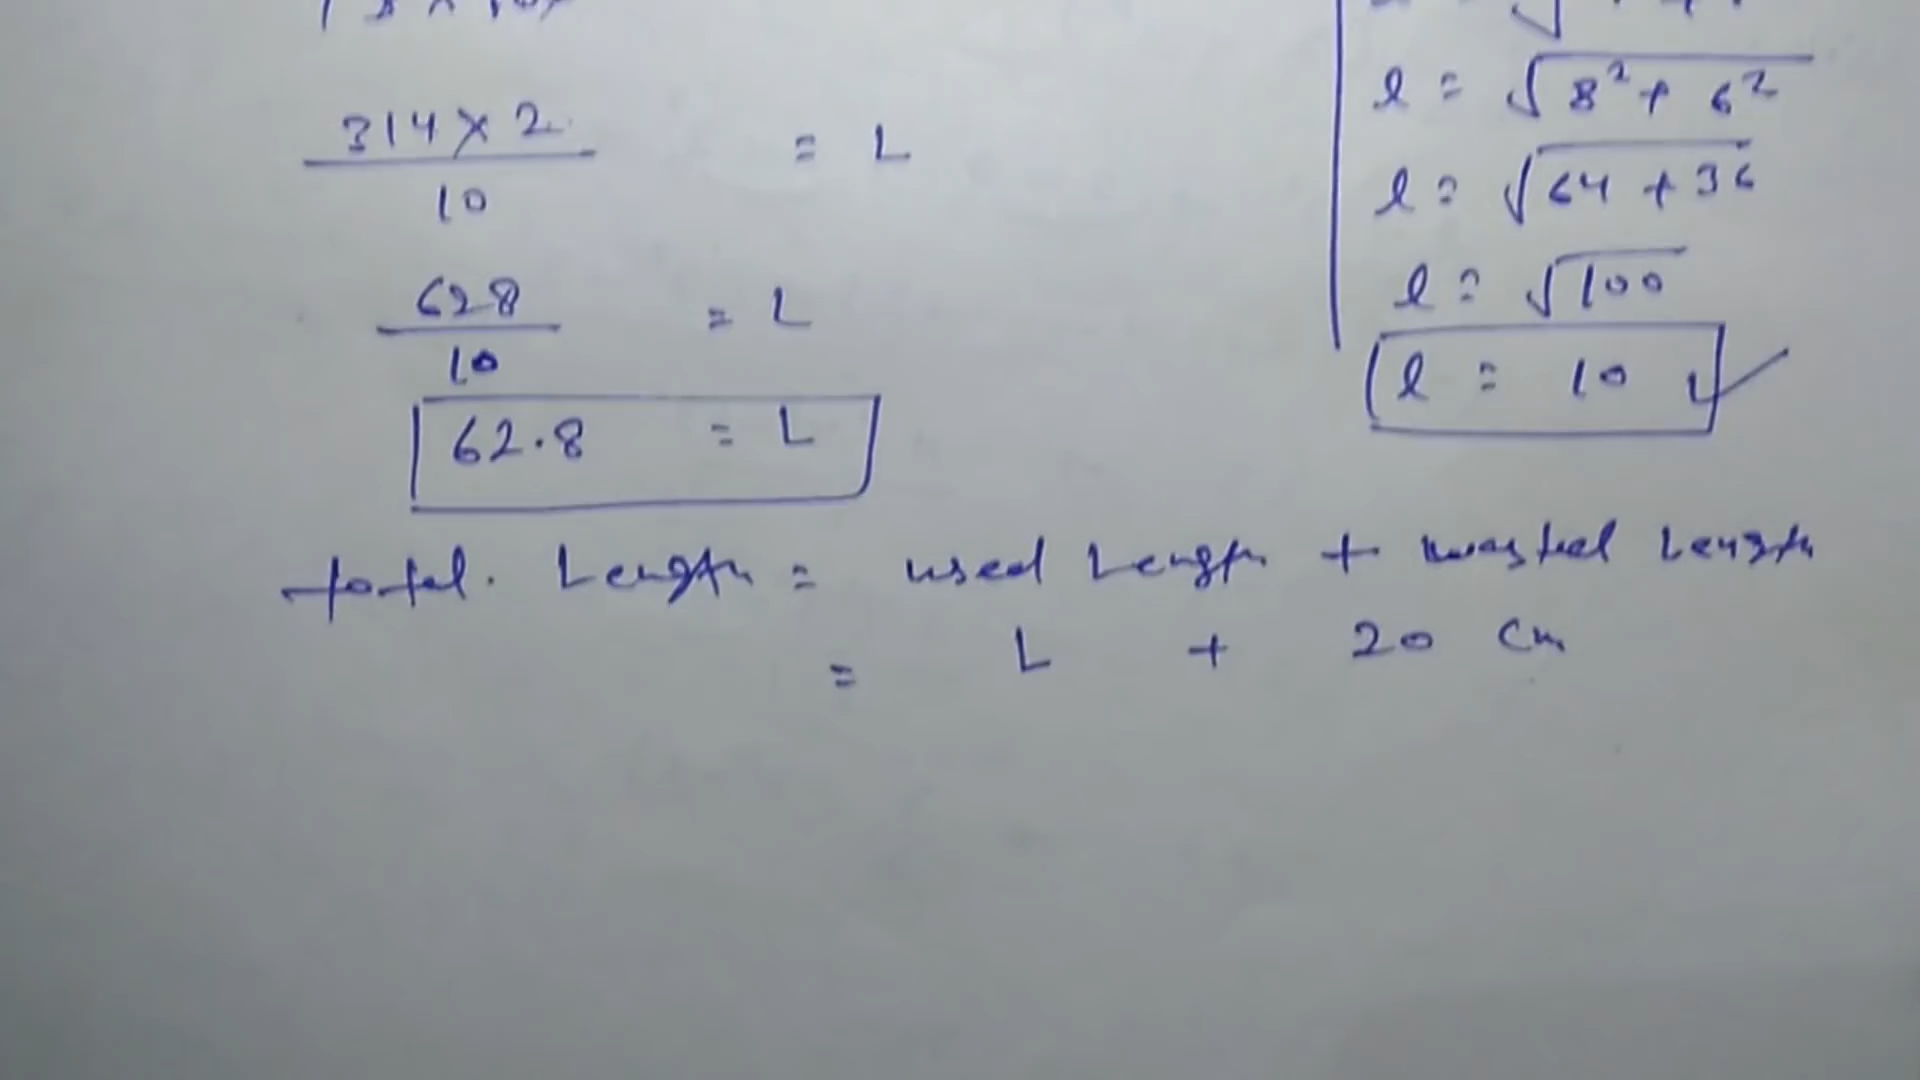 314 × 2 / 10 = L
628 / 10 = L
62.8 = L
l = √8² + 6²
l = √64 + 36
l = √100
l = 10
total. Length = used Length + wasted Length
= L + 20 cm